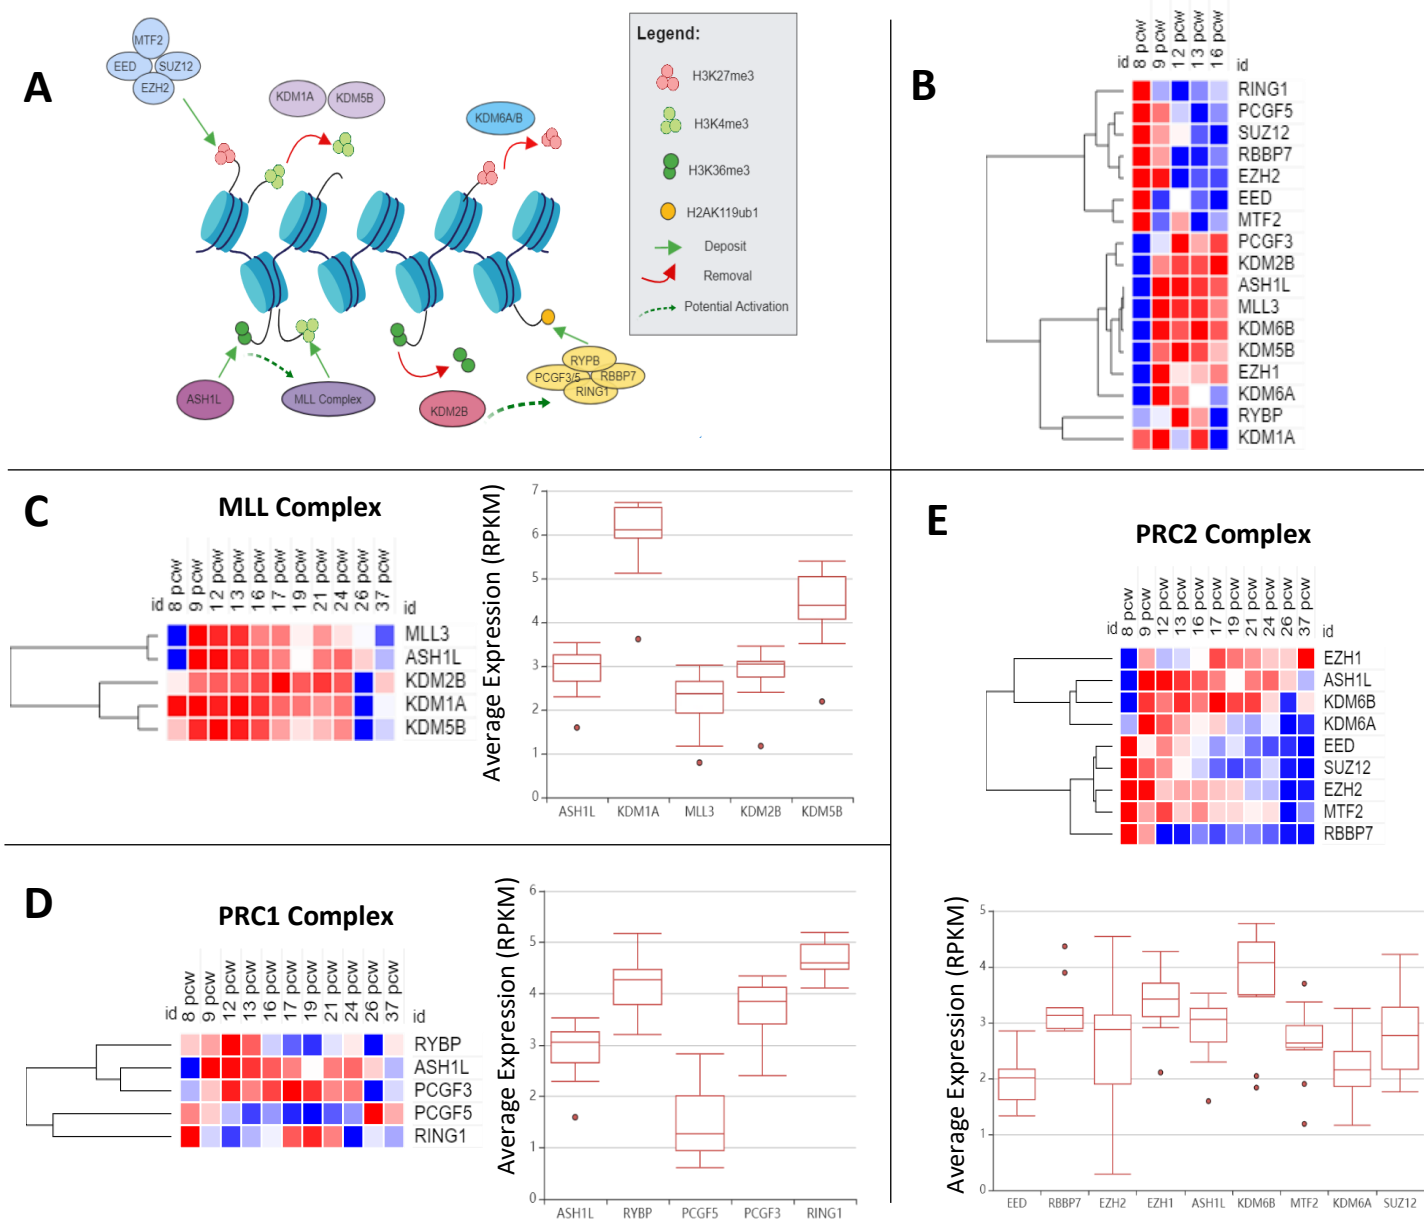 A
MTF2
EED
SUZ12
EZH2
KDM1A
KDM5B
KDM6A/B
ASH1L
MLL Complex
KDM2B
RYPB
PCGF3/5
RBBP7
RING1
Legend:
H3K27me3
H3K4me3
H3K36me3
H2AK119ub1
Deposit
Removal
Potential Activation
B
id 8 pcw 9 pcw 12 pcw 13 pcw 16 pcw id
RING1
PCGF5
SUZ12
RBBP7
EZH2
EED
MTF2
PCGF3
KDM2B
ASH1L
MLL3
KDM6B
KDM5B
EZH1
KDM6A
RYBP
KDM1A
C
MLL Complex
id 8 pcw 9 pcw 12 pcw 13 pcw 16 pcw 17 pcw 19 pcw 21 pcw 24 pcw 26 pcw 37 pcw id
MLL3
ASH1L
KDM2B
KDM1A
KDM5B
Average Expression (RPKM)
7
6
5
4
3
2
1
0
ASH1L KDM1A MLL3 KDM2B KDM5B
D
PRC1 Complex
id 8 pcw 9 pcw 12 pcw 13 pcw 16 pcw 17 pcw 19 pcw 21 pcw 24 pcw 26 pcw 37 pcw id
RYBP
ASH1L
PCGF3
PCGF5
RING1
Average Expression (RPKM)
6
5
4
3
2
1
0
ASH1L RYBP PCGF5 PCGF3 RING1
E
PRC2 Complex
id 8 pcw 9 pcw 12 pcw 13 pcw 16 pcw 17 pcw 19 pcw 21 pcw 24 pcw 26 pcw 37 pcw id
EZH1
ASH1L
KDM6B
KDM6A
EED
SUZ12
EZH2
MTF2
RBBP7
Average Expression (RPKM)
5
4
3
2
1
0
EED RBBP7 EZH2 EZH1 ASH1L KDM6B MTF2 KDM6A SUZ12